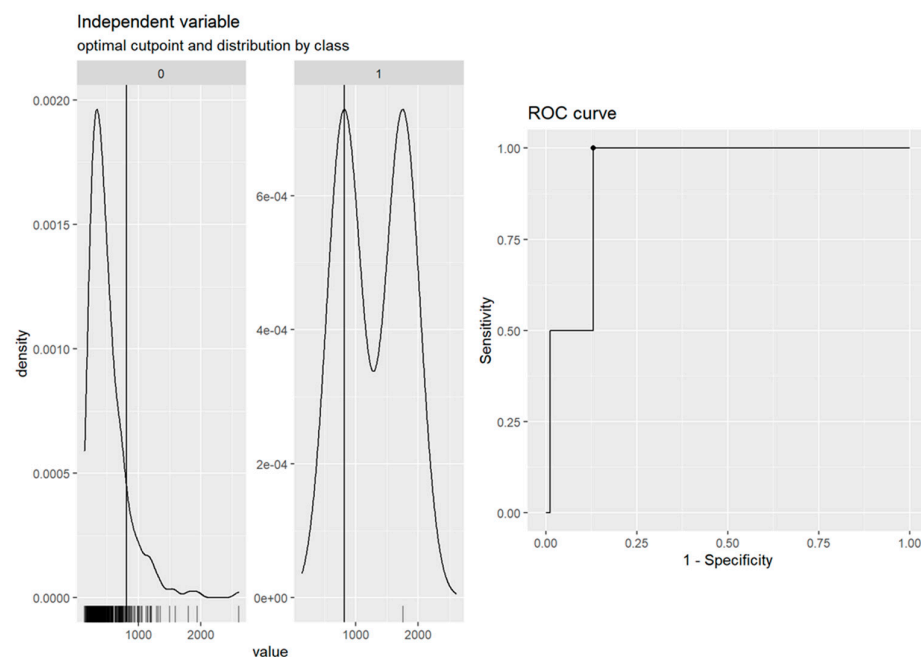 Independent variable
optimal cutpoint and distribution by class
0
1
0.0020
0.0015
0.0010
0.0005
0.0000
density
6e-04
4e-04
2e-04
0e+00
1000
2000
1000
2000
value
ROC curve
1.00
0.75
0.50
0.25
0.00
Sensitivity
0.00
0.25
0.50
0.75
1.00
1 - Specificity